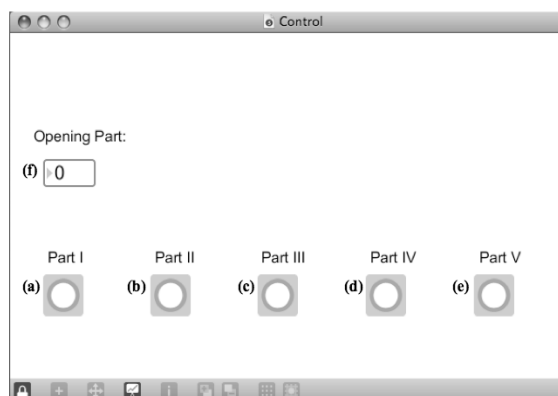 Control
Opening Part:
(f) 0
Part I Part II Part III Part IV Part V
(a) (b) (c) (d) (e)